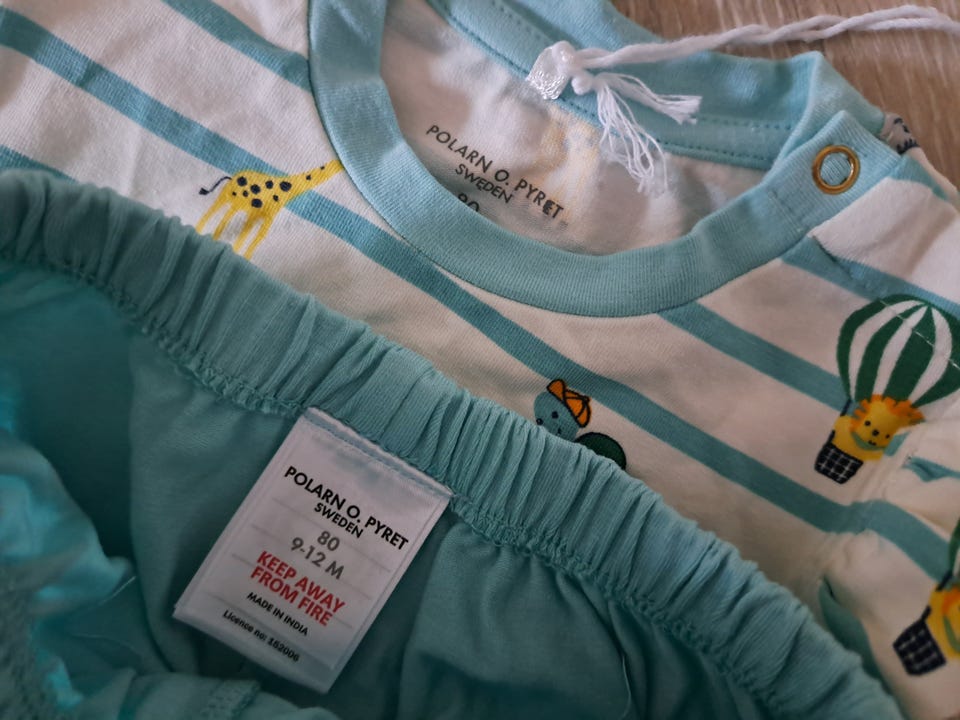 POLARN O. PYRET
SWEDEN
80
POLARN O. PYRET
SWEDEN
80
9-12 M
KEEP AWAY
FROM FIRE
MADE IN INDIA
Licence no: 152006